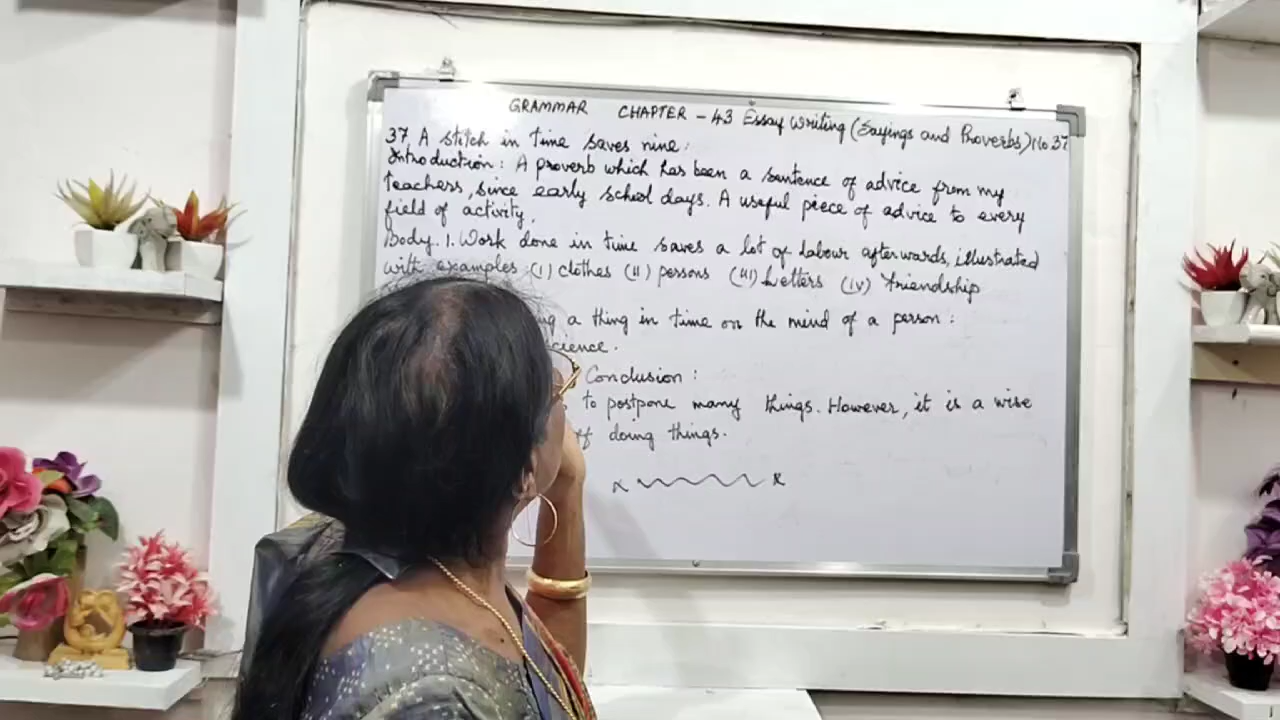 GRAMMAR CHAPTER - 43 Essay Writing (Sayings and Proverbs) No 37
37. A stitch in time saves nine:
Introduction: A proverb which has been a sentence of advice from my
teachers, since early school days. A useful piece of advice to every
field of activity.
Body. 1. Work done in time saves a lot of labour afterwards, illustrated
with examples (I) clothes (II) persons (III) Letters (IV) Friendship
a thing in time on the mind of a person:
Conclusion:
to postpone many things. However, it is a wise
doing things.